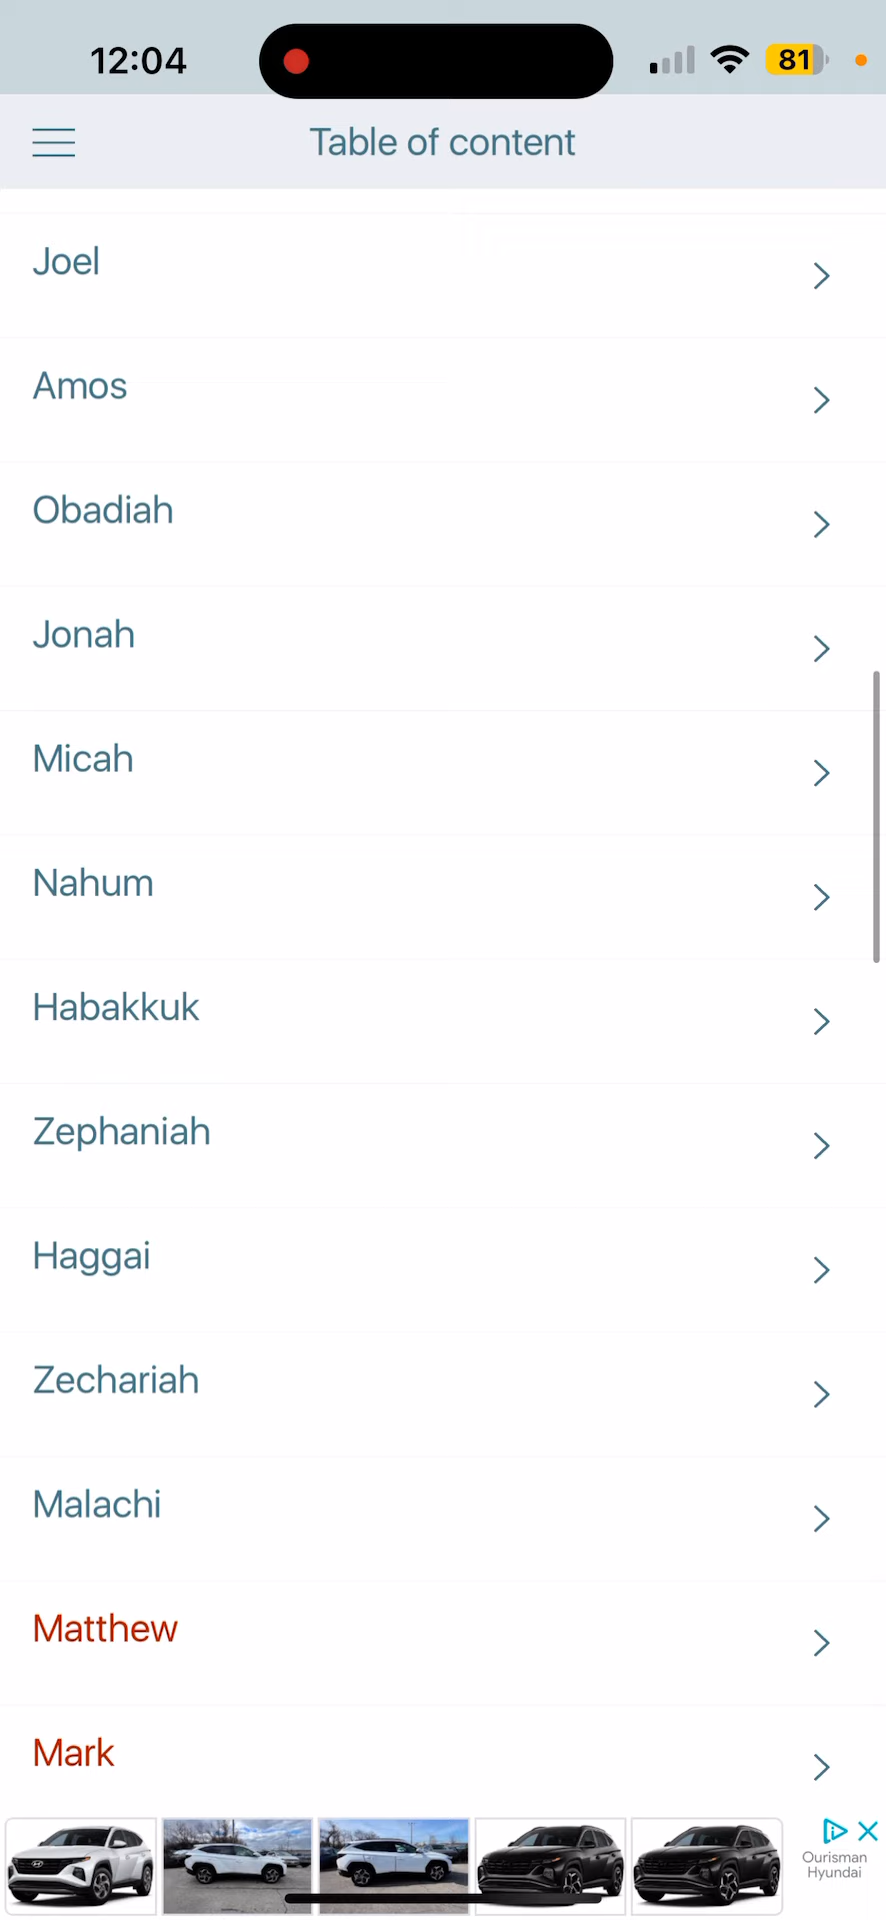 12:04
81
Table of content
Joel
Amos
Obadiah
Jonah
Micah
Nahum
Habakkuk
Zephaniah
Haggai
Zechariah
Malachi
Matthew
Mark
Ourisman
Hyundai